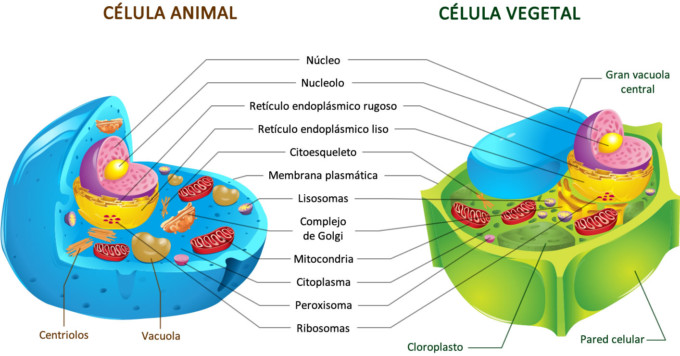 CÉLULA ANIMAL
CÉLULA VEGETAL
Núcleo
Nucleolo
Retículo endoplásmico rugoso
Retículo endoplásmico liso
Citoesqueleto
Membrana plasmática
Lisosomas
Complejo
de Golgi
Mitocondria
Citoplasma
Peroxisoma
Ribosomas
Centriolos
Vacuola
Gran vacuola
central
Cloroplasto
Pared celular